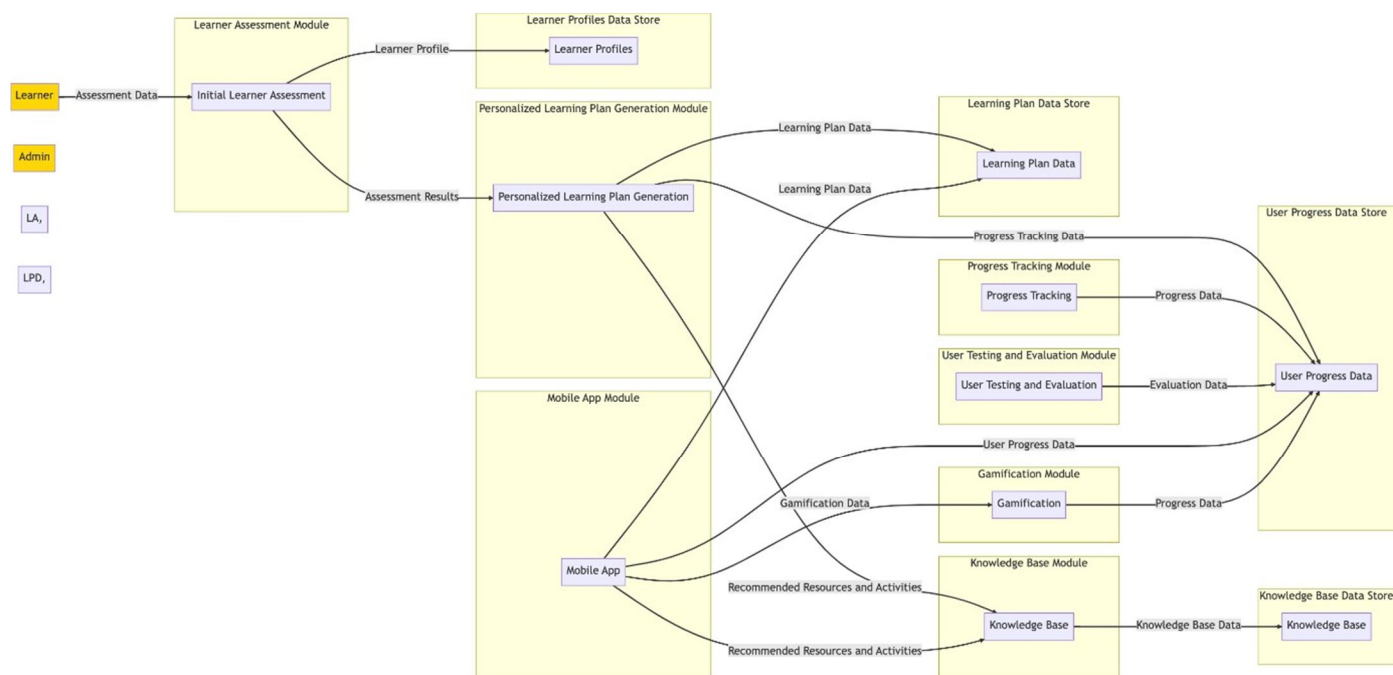 Learner Assessment Module
Learner Profiles Data Store
Learner Profile
Learner Profiles
Learner
Assessment Data
Initial Learner Assessment
Personalized Learning Plan Generation Module
Learning Plan Data Store
Learning Plan Data
Admin
Learning Plan Data
Learning Plan Data
Assessment Results
Personalized Learning Plan Generation
LA,
User Progress Data Store
Progress Tracking Data
LPD,
Progress Tracking Module
Progress Tracking
Progress Data
User Testing and Evaluation Module
User Testing and Evaluation
Evaluation Data
User Progress Data
Mobile App Module
User Progress Data
Gamification Module
Gamification Data
Gamification
Progress Data
Mobile App
Knowledge Base Module
Recommended Resources and Activities
Knowledge Base Data Store
Knowledge Base
Knowledge Base Data
Knowledge Base
Recommended Resources and Activities